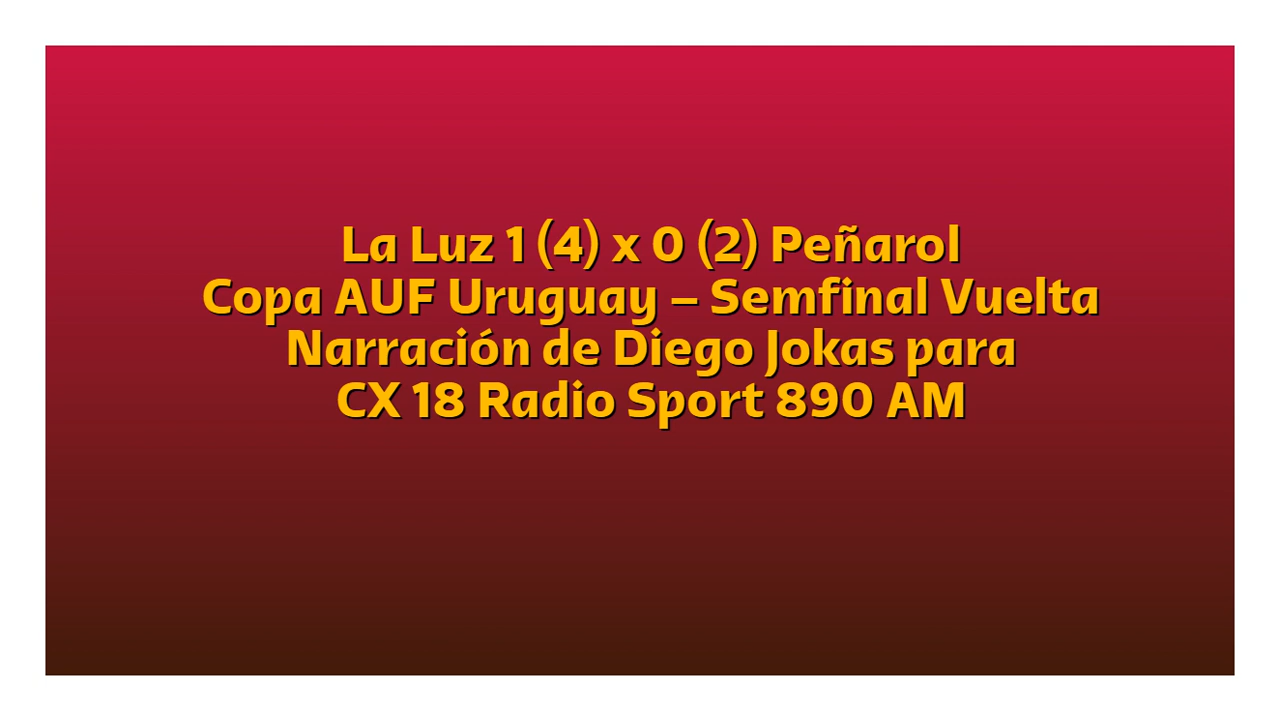 La Luz 1 (4) x 0 (2) Peñarol
Copa AUF Uruguay – Semfinal Vuelta
Narración de Diego Jokas para
CX 18 Radio Sport 890 AM